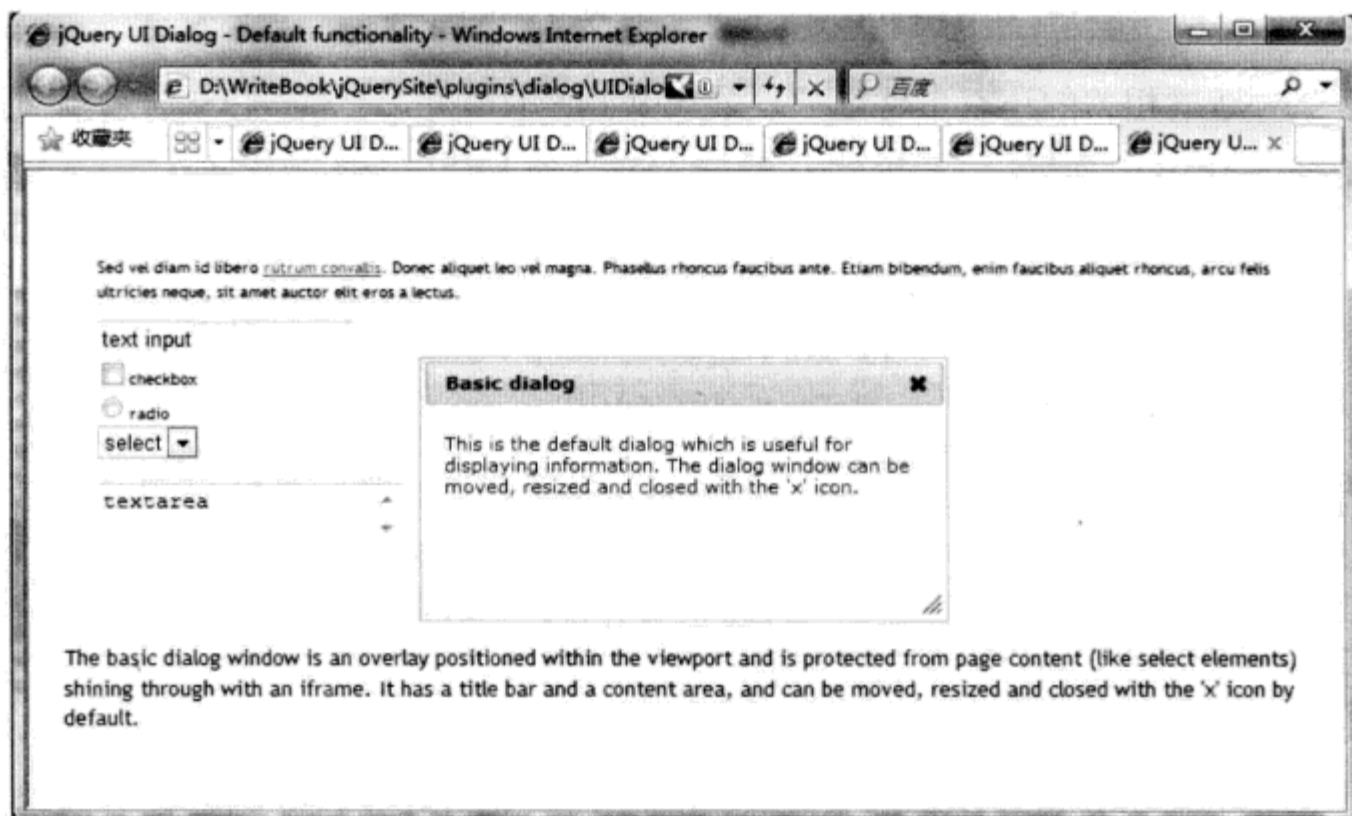 jQuery UI Dialog - Default functionality - Windows Internet Explorer
D:\WriteBook\jQuerySite\plugins\dialog\UIDialo
百度
收藏夹
jQuery UI D...
jQuery UI D...
jQuery UI D...
jQuery UI D...
jQuery UI D...
jQuery U...
Sed vel diam id libero rutrum convallis. Donec aliquet leo vel magna. Phasellus rhoncus faucibus ante. Etiam bibendum, enim faucibus aliquet rhoncus, arcu felis
ultricies neque, sit amet auctor elit eros a lectus.
text input
checkbox
radio
select
textarea
Basic dialog
This is the default dialog which is useful for
displaying information. The dialog window can be
moved, resized and closed with the 'x' icon.
The basic dialog window is an overlay positioned within the viewport and is protected from page content (like select elements)
shining through with an iframe. It has a title bar and a content area, and can be moved, resized and closed with the 'x' icon by
default.